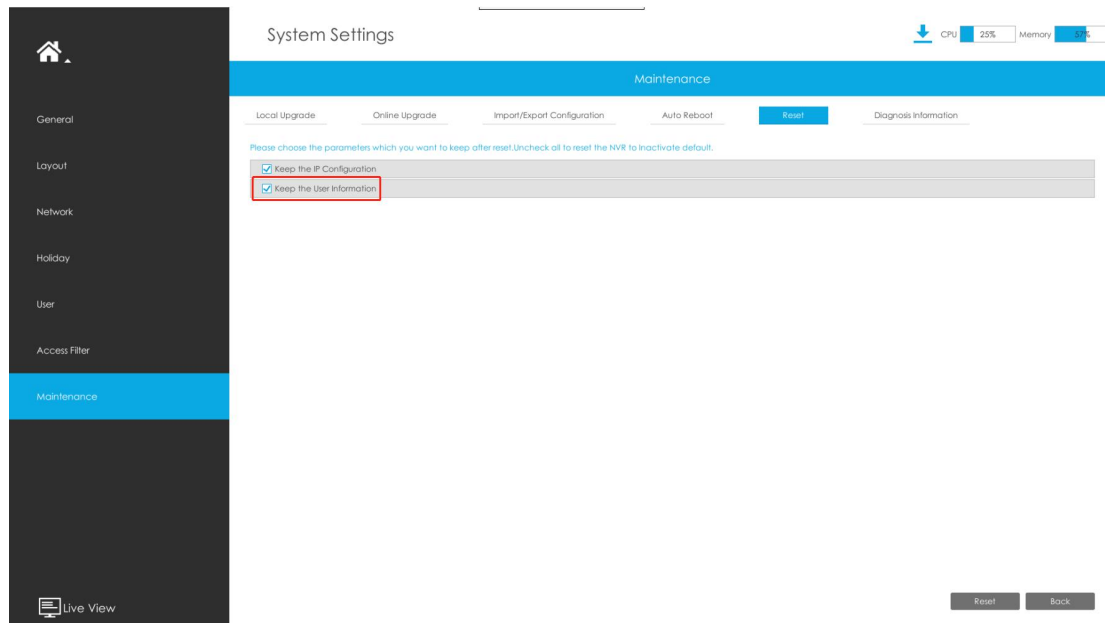 System Settings
CPU 25% Memory 57%
Maintenance
General
Layout
Network
Holiday
User
Access Filter
Maintenance
Live View
Local Upgrade Online Upgrade Import/Export Configuration Auto Reboot Reset Diagnosis Information
Please choose the parameters which you want to keep after reset.Uncheck all to reset the NVR to inactivate default.
Keep the IP Configuration
Keep the User Information
Reset Back